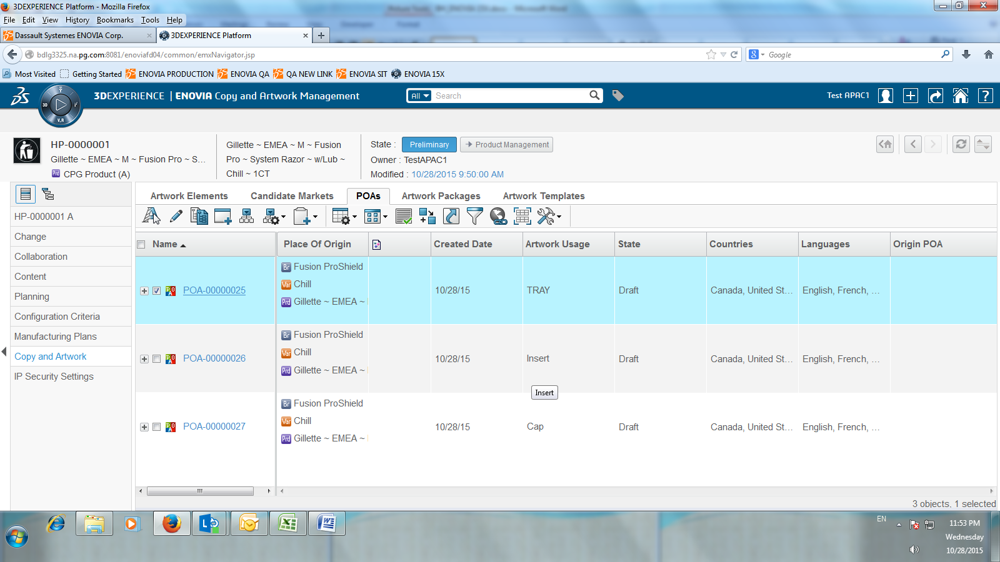 3DEXPERIENCE Platform - Mozilla Firefox
File Edit View History Bookmarks Tools Help
Dassault Systemes ENOVIA Corp. × 3DEXPERIENCE Platform ×
bdlg3325.na.pg.com:8081/enoviafd04/common/emxNavigator.jsp Google
Most Visited Getting Started ENOVIA PRODUCTION ENOVIA QA QA NEW LINK ENOVIA SIT ENOVIA 15X
3DEXPERIENCE | ENOVIA Copy and Artwork Management All Search Test APAC1
3D V.R
HP-0000001
Gillette ~ EMEA ~ M ~ Fusion Pro ~ S...
Prd CPG Product (A)
Gillette ~ EMEA ~ M ~ Fusion
Pro ~ System Razor ~ w/Lub ~
Chill ~ 1CT
State : Preliminary Product Management
Owner : TestAPAC1
Modified : 10/28/2015 9:50:00 AM
HP-0000001 A
Change
Collaboration
Content
Planning
Configuration Criteria
Manufacturing Plans
Copy and Artwork
IP Security Settings
Artwork Elements Candidate Markets POAs Artwork Packages Artwork Templates
Name Place Of Origin Created Date Artwork Usage State Countries Languages Origin POA
Br Fusion ProShield
Var Chill
POA-00000025 10/28/15 TRAY Draft Canada, United St... English, French, ...
Prd Gillette ~ EMEA ~
Br Fusion ProShield
Var Chill
POA-00000026 10/28/15 Insert Draft Canada, United St... English, French, ...
Prd Gillette ~ EMEA ~
Insert
Br Fusion ProShield
Var Chill
POA-00000027 10/28/15 Cap Draft Canada, United St... English, French, ...
Prd Gillette ~ EMEA ~
3 objects, 1 selected
EN
11:53 PM
Wednesday
10/28/2015